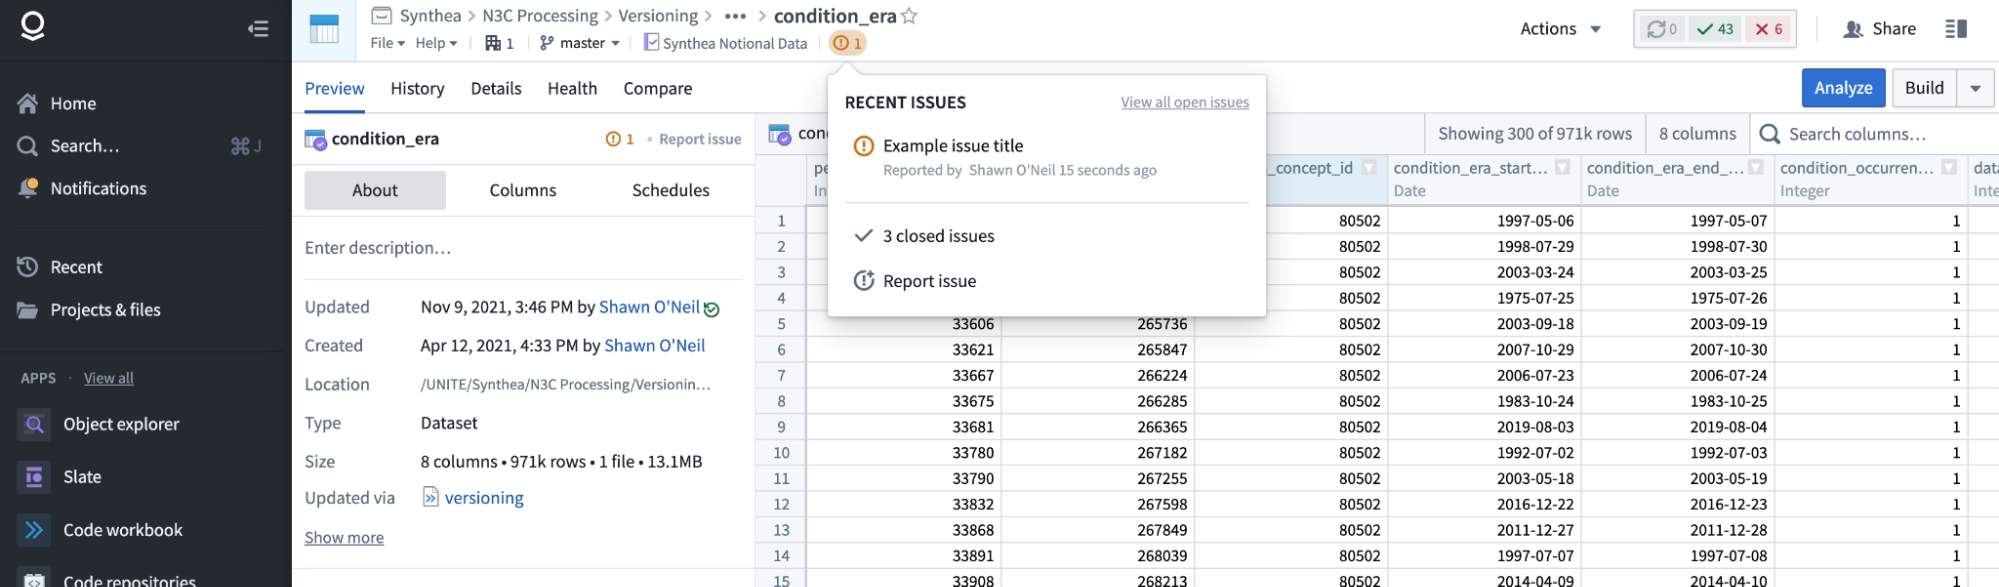 Synthea > N3C Processing > Versioning > ••• > condition_era
File Help 1 master Synthea Notional Data 1
Actions 0 43 6 Share
Home
Search… ⌘ J
Notifications
Recent
Projects & files
APPS · View all
Object explorer
Slate
Code workbook
Code repositories
Preview History Details Health Compare
Analyze Build
condition_era 1 • Report issue
About Columns Schedules
Enter description…
Updated Nov 9, 2021, 3:46 PM by Shawn O'Neil
Created Apr 12, 2021, 4:33 PM by Shawn O'Neil
Location /UNITE/Synthea/N3C Processing/Versionin…
Type Dataset
Size 8 columns • 971k rows • 1 file • 13.1MB
Updated via versioning
Show more
RECENT ISSUES View all open issues
Example issue title
Reported by Shawn O'Neil 15 seconds ago
3 closed issues
Report issue
Showing 300 of 971k rows 8 columns Search columns…
_concept_id condition_era_start… condition_era_end_… condition_occurren…
Date Date Integer
1 80502 1997-05-06 1997-05-07 1
2 80502 1998-07-29 1998-07-30 1
3 80502 2003-03-24 2003-03-25 1
4 80502 1975-07-25 1975-07-26 1
5 33606 265736 80502 2003-09-18 2003-09-19 1
6 33621 265847 80502 2007-10-29 2007-10-30 1
7 33667 266224 80502 2006-07-23 2006-07-24 1
8 33675 266285 80502 1983-10-24 1983-10-25 1
9 33681 266365 80502 2019-08-03 2019-08-04 1
10 33780 267182 80502 1992-07-02 1992-07-03 1
11 33790 267255 80502 2003-05-18 2003-05-19 1
12 33832 267598 80502 2016-12-22 2016-12-23 1
13 33868 267849 80502 2011-12-27 2011-12-28 1
14 33891 268039 80502 1997-07-07 1997-07-08 1
15 33908 268213 80502 2014-04-09 2014-04-10 1